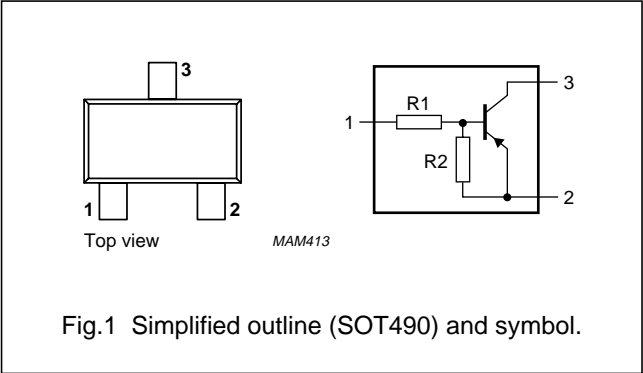 3
1
2
Top view
MAM413
1
R1
R2
3
2
Fig.1 Simplified outline (SOT490) and symbol.